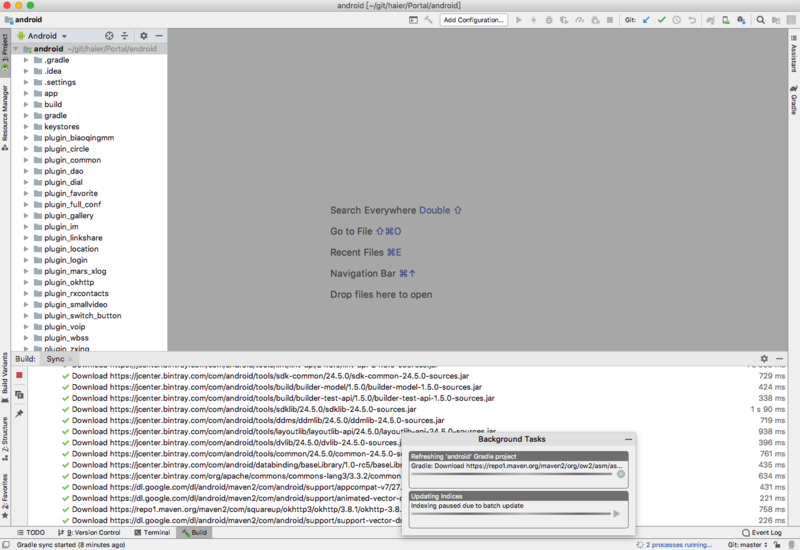 android [~/git/haier/Portal/android]
android
Add Configuration...
Git:
1: Project
Resource Manager
Build Variants
Z: Structure
2: Favorites
Assistant
Gradle
Android
android ~/git/haier/Portal/android
.gradle
.idea
.settings
app
build
gradle
keystores
plugin_biaoqingmm
plugin_circle
plugin_common
plugin_dao
plugin_dial
plugin_favorite
plugin_full_conf
plugin_gallery
plugin_im
plugin_linkshare
plugin_location
plugin_login
plugin_mars_xlog
plugin_okhttp
plugin_rxcontacts
plugin_smallvideo
plugin_switch_button
plugin_voip
plugin_wbss
plugin_zxing
Search Everywhere Double ⇧
Go to File ⇧⌘O
Recent Files ⌘E
Navigation Bar ⌘↑
Drop files here to open
Build: Sync
Download https://jcenter.bintray.com/com/android/tools/sdk-common/24.5.0/sdk-common-24.5.0-sources.jar 729 ms
Download https://jcenter.bintray.com/com/android/tools/build/builder-model/1.5.0/builder-model-1.5.0-sources.jar 424 ms
Download https://jcenter.bintray.com/com/android/tools/build/builder-test-api/1.5.0/builder-test-api-1.5.0-sources.jar 338 ms
Download https://jcenter.bintray.com/com/android/tools/sdklib/24.5.0/sdklib-24.5.0-sources.jar 1 s 90 ms
Download https://jcenter.bintray.com/com/android/tools/ddms/ddmlib/24.5.0/ddmlib-24.5.0-sources.jar 719 ms
Download https://jcenter.bintray.com/com/android/tools/layoutlib/layoutlib-api/24.5.0/layoutlib-api-24.5.0-sources.jar 938 ms
Download https://jcenter.bintray.com/com/android/tools/dvlib/24.5.0/dvlib-24.5.0-sources. 396 ms
Download https://jcenter.bintray.com/com/android/tools/common/24.5.0/common-24.5.0-sou 761 ms
Download https://jcenter.bintray.com/com/android/databinding/baseLibrary/1.0-rc5/baseLib 435 ms
Download https://jcenter.bintray.com/org/apache/commons/commons-lang3/3.3.2/common 634 ms
Download https://dl.google.com/dl/android/maven2/com/android/support/appcompat-v7/27. 431 ms
Download https://dl.google.com/dl/android/maven2/com/android/support/animated-vector- 221 ms
Download https://repo1.maven.org/maven2/com/squareup/okhttp3/okhttp/3.8.1/okhttp-3.8.1 758 ms
Download https://dl.google.com/dl/android/maven2/com/android/support/support-vector-dr 226 ms
Background Tasks
Refreshing 'android' Gradle project
Gradle: Download https://repo1.maven.org/maven2/org/ow2/asm/as...
Updating Indices
Indexing paused due to batch update
TODO
9: Version Control
Terminal
Build
Event Log
Gradle sync started (8 minutes ago)
2 processes running...
Git: master